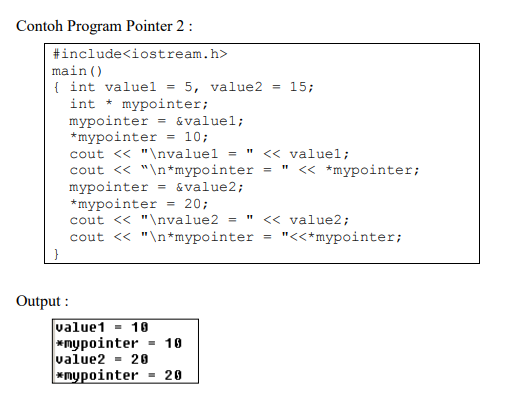 Contoh Program Pointer 2 :
#include<iostream.h>
main()
{ int value1 = 5, value2 = 15;
int * mypointer;
mypointer = &value1;
*mypointer = 10;
cout << "\nvalue1 = " << value1;
cout << “\n*mypointer = " << *mypointer;
mypointer = &value2;
*mypointer = 20;
cout << "\nvalue2 = " << value2;
cout << "\n*mypointer = "<<*mypointer;
}
Output :
value1 = 10
*mypointer = 10
value2 = 20
*mypointer = 20